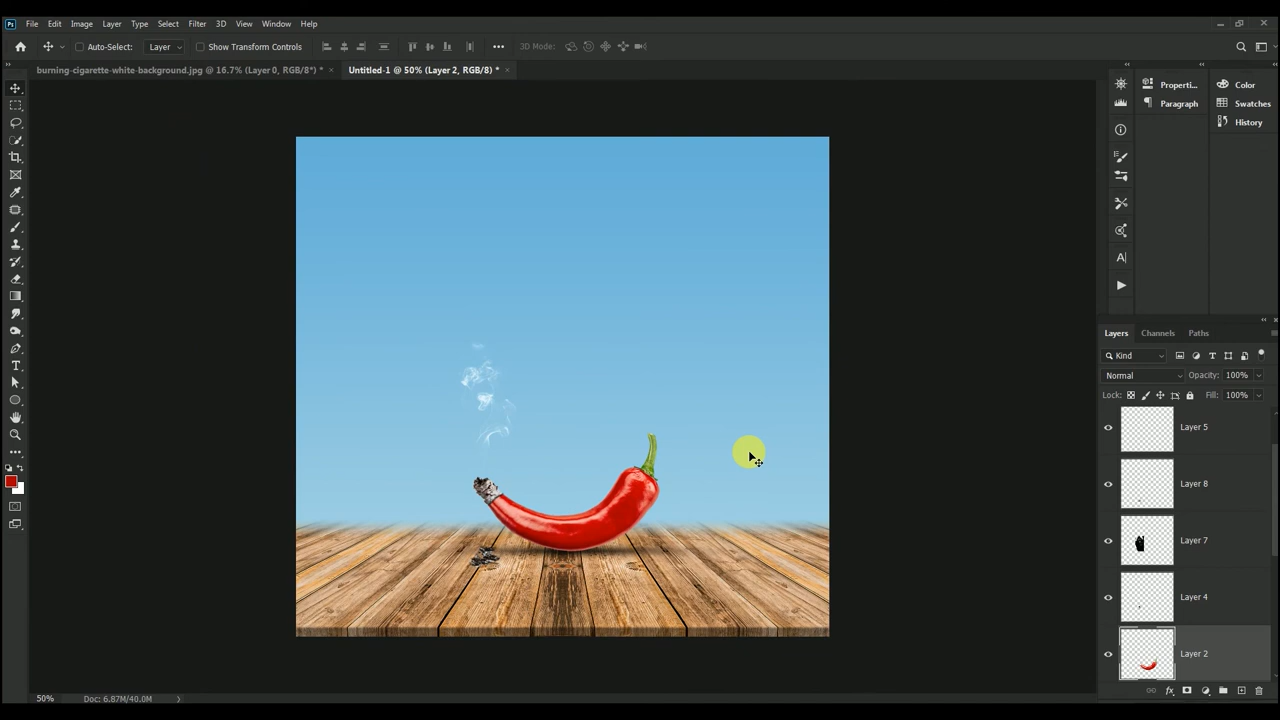 Ps File Edit Image Layer Type Select Filter 3D View Window Help
Auto-Select: Layer Show Transform Controls 3D Mode:
burning-cigarette-white-background.jpg @ 16.7% (Layer 0, RGB/8*) * × Untitled-1 @ 50% (Layer 2, RGB/8) * ×
Properti... Color
Paragraph Swatches
History
Layers Channels Paths
Kind
Normal Opacity: 100%
Lock: Fill: 100%
Layer 5
Layer 8
Layer 7
Layer 4
Layer 2
50% Doc: 6.87M/40.0M